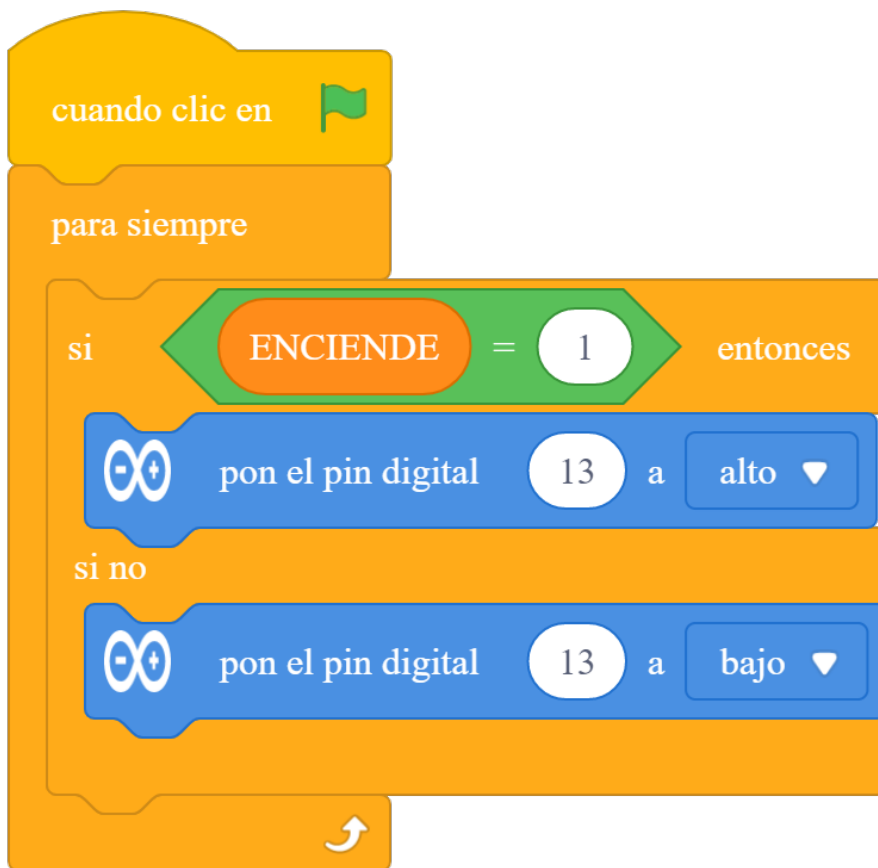 cuando clic en
para siempre
si ENCIENDE = 1 entonces
pon el pin digital 13 a alto
si no
pon el pin digital 13 a bajo